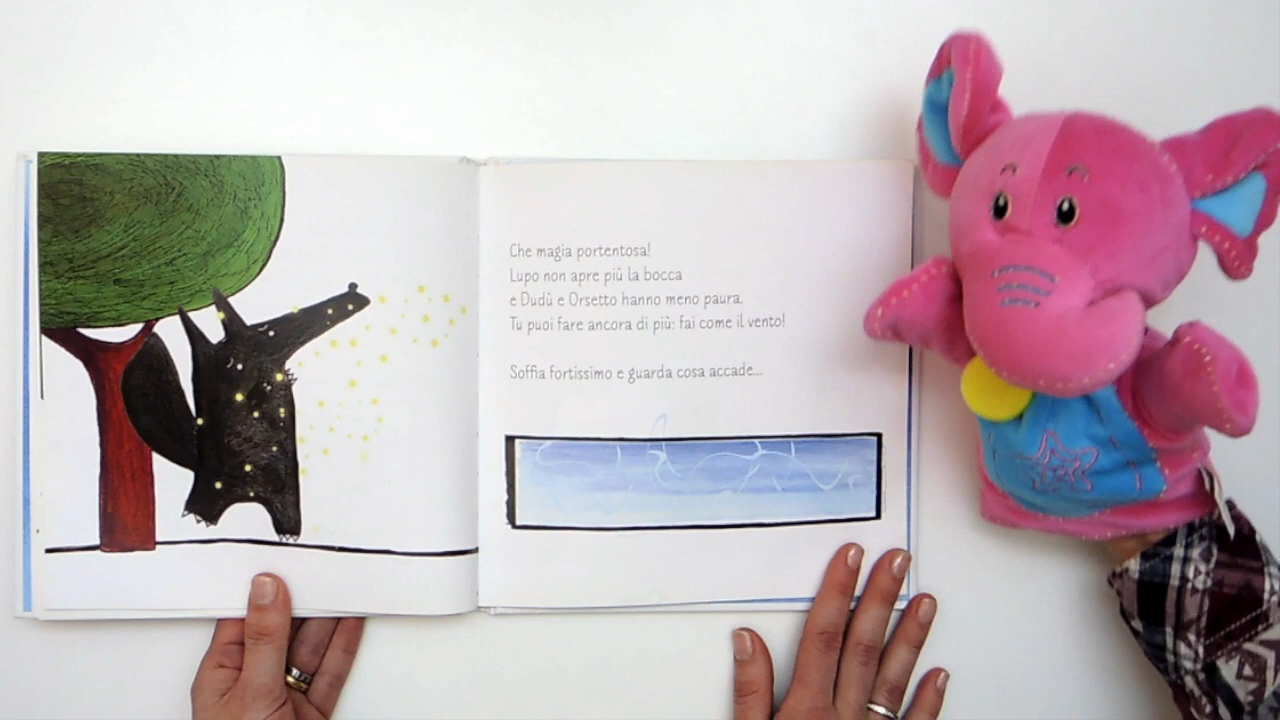 Che magia portentosa!
Lupo non apre più la bocca
e Dudù e Orsetto hanno meno paura.
Tu puoi fare ancora di più: fai come il vento!
Soffia fortissimo e guarda cosa accade...